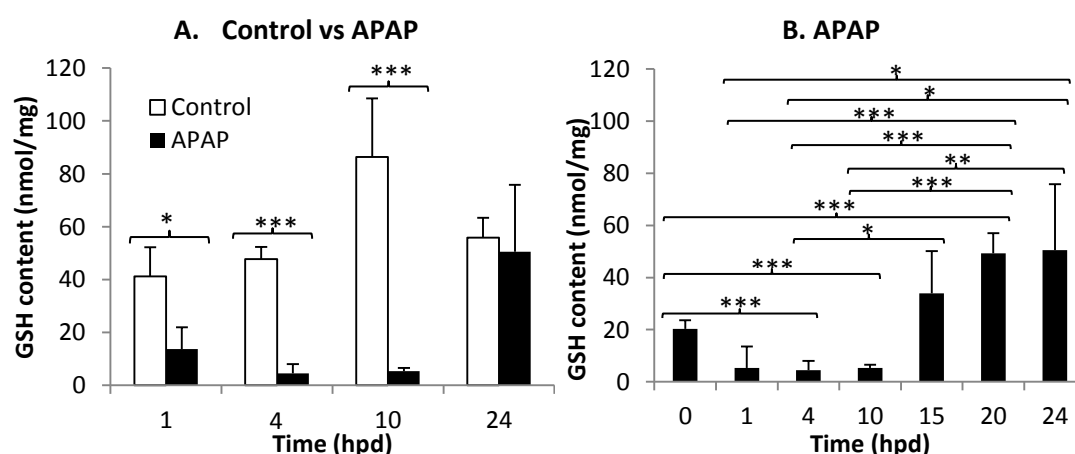 A. Control vs APAP
GSH content (nmol/mg)
120
100
80
60
40
20
0
Control
APAP
*
***
***
1 4 10 24
Time (hpd)
B. APAP
GSH content (nmol/mg)
120
100
80
60
40
20
0
*
*
***
***
**
***
***
*
***
***
0 1 4 10 15 20 24
Time (hpd)